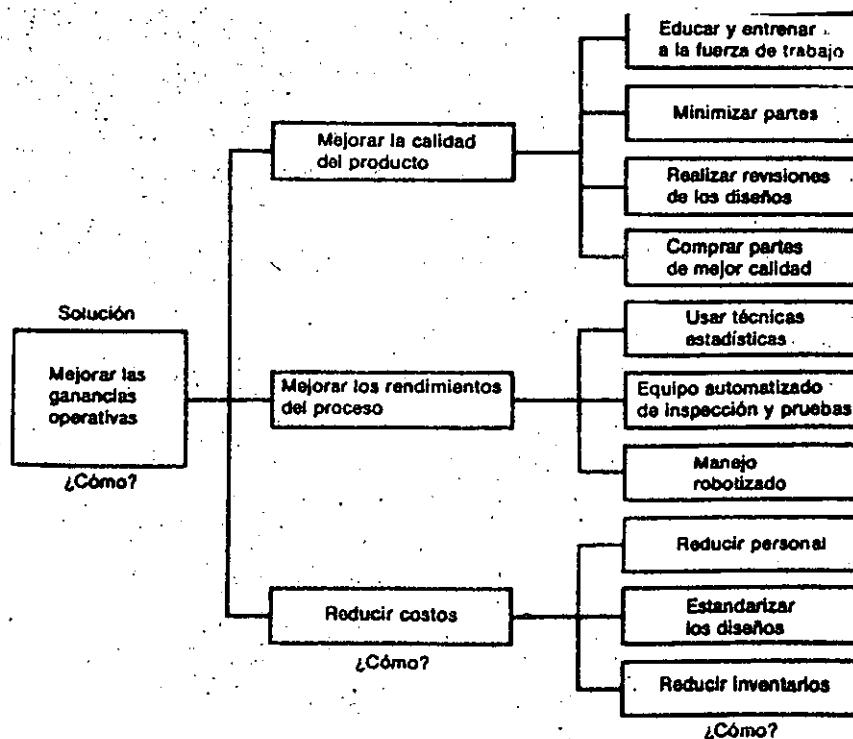 Solución
Mejorar las
ganancias
operativas
¿Cómo?
Mejorar la calidad
del producto
Mejorar los rendimientos
del proceso
Reducir costos
¿Cómo?
Educar y entrenar
a la fuerza de trabajo
Minimizar partes
Realizar revisiones
de los diseños
Comprar partes
de mejor calidad
Usar técnicas
estadísticas
Equipo automatizado
de inspección y pruebas
Manejo
robotizado
Reducir personal
Estandarizar
los diseños
Reducir inventarios
¿Cómo?